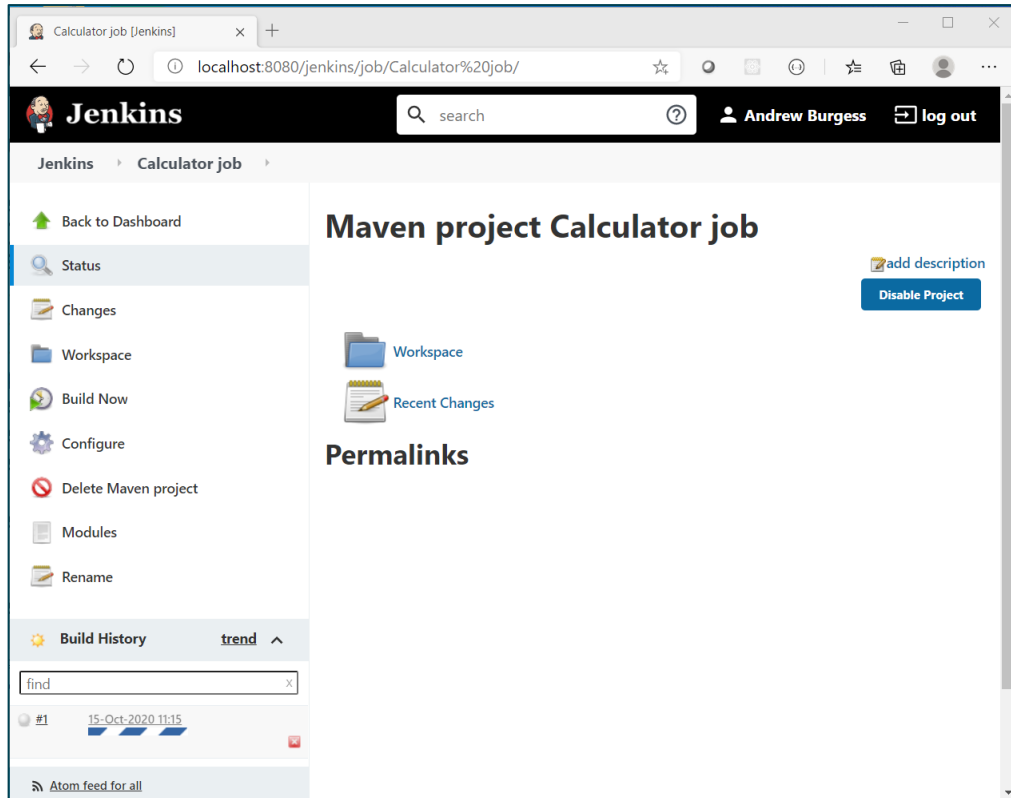 Calculator job [Jenkins]
localhost:8080/jenkins/job/Calculator%20job/
Jenkins
search
Andrew Burgess
log out
Jenkins
Calculator job
Back to Dashboard
Status
Changes
Workspace
Build Now
Configure
Delete Maven project
Modules
Rename
Build History trend
find x
#1 15-Oct-2020 11:15
Atom feed for all
Maven project Calculator job
add description
Disable Project
Workspace
Recent Changes
Permalinks